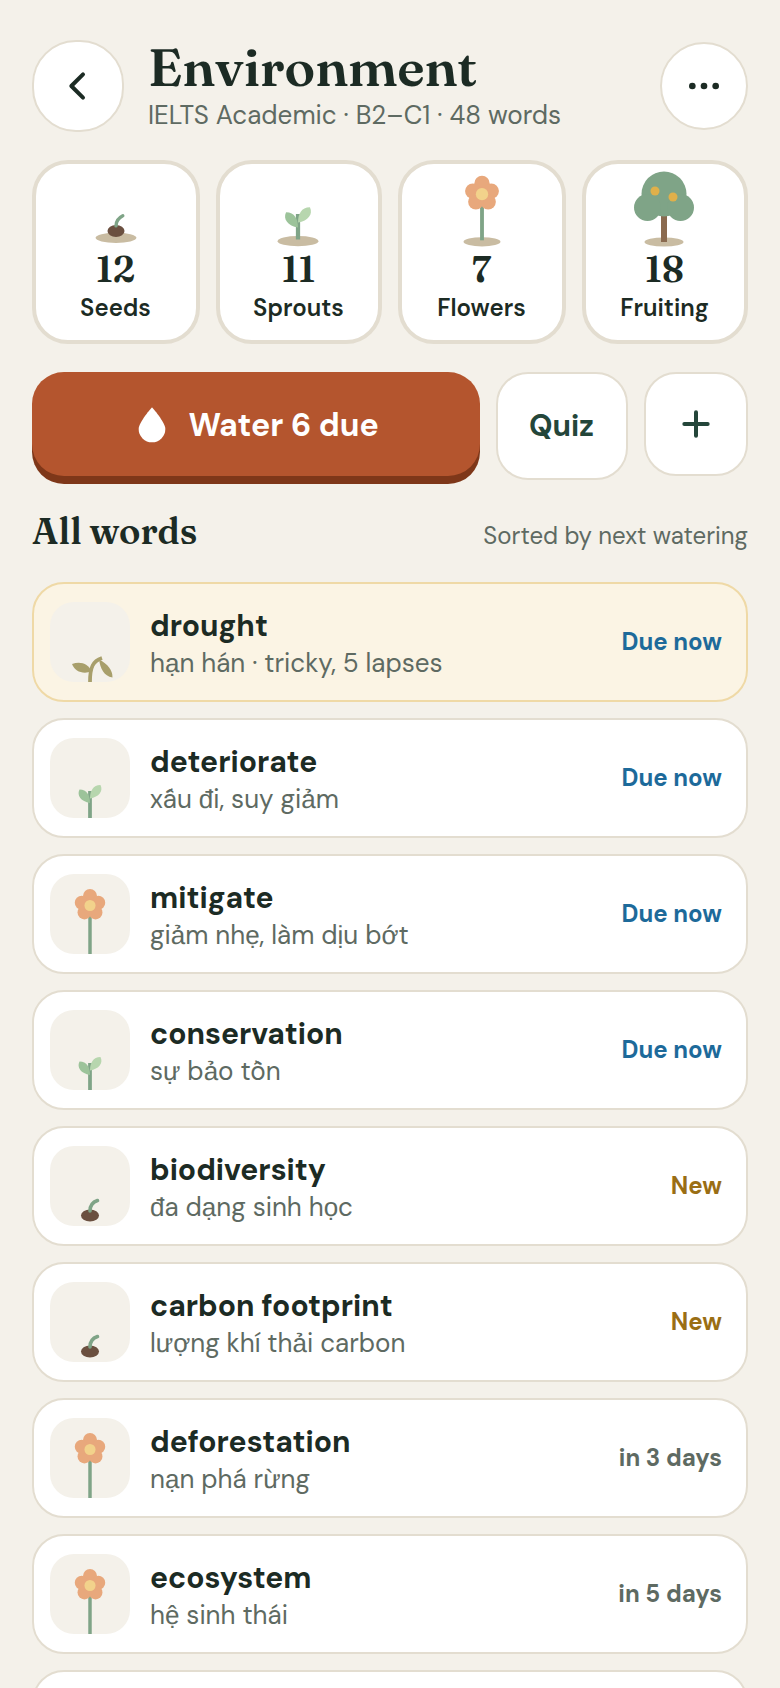 Environment
IELTS Academic · B2–C1 · 48 words
12
Seeds
11
Sprouts
7
Flowers
18
Fruiting
Water 6 due
Quiz
All words
Sorted by next watering
drought
hạn hán · tricky, 5 lapses
Due now
deteriorate
xấu đi, suy giảm
Due now
mitigate
giảm nhẹ, làm dịu bớt
Due now
conservation
sự bảo tồn
Due now
biodiversity
đa dạng sinh học
New
carbon footprint
lượng khí thải carbon
New
deforestation
nạn phá rừng
in 3 days
ecosystem
hệ sinh thái
in 5 days